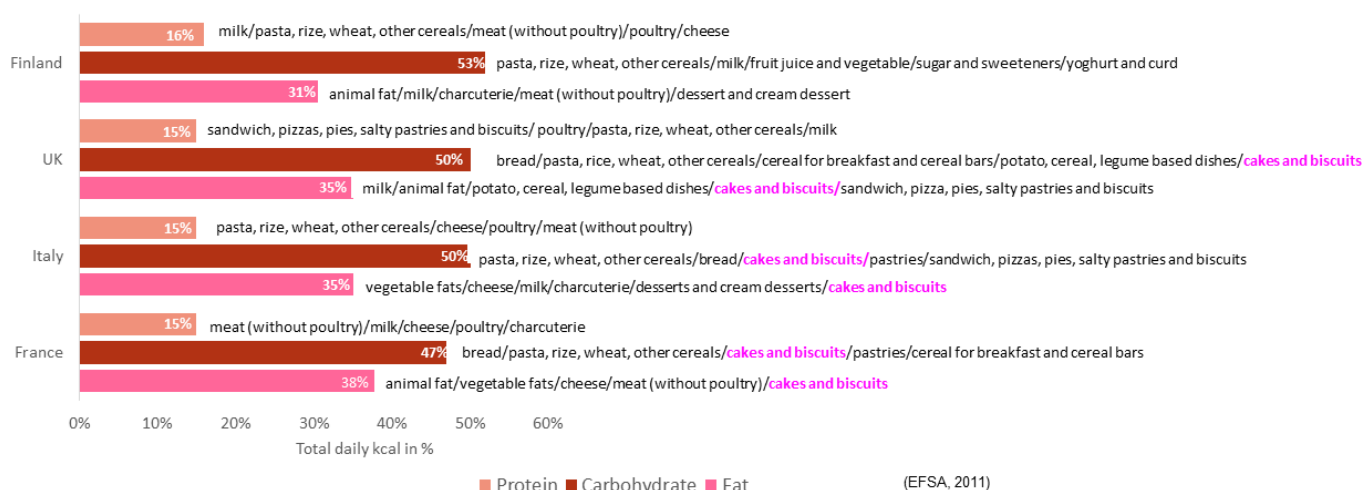 16% milk/pasta, rize, wheat, other cereals/meat (without poultry)/poultry/cheese
Finland 53% pasta, rize, wheat, other cereals/milk/fruit juice and vegetable/sugar and sweeteners/yoghurt and curd
31% animal fat/milk/charcuterie/meat (without poultry)/dessert and cream dessert
15% sandwich, pizzas, pies, salty pastries and biscuits/ poultry/pasta, rize, wheat, other cereals/milk
UK 50% bread/pasta, rice, wheat, other cereals/cereal for breakfast and cereal bars/potato, cereal, legume based dishes/cakes and biscuits
35% milk/animal fat/potato, cereal, legume based dishes/cakes and biscuits/sandwich, pizza, pies, salty pastries and biscuits
15% pasta, rize, wheat, other cereals/cheese/poultry/meat (without poultry)
Italy 50% pasta, rize, wheat, other cereals/bread/cakes and biscuits/pastries/sandwich, pizzas, pies, salty pastries and biscuits
35% vegetable fats/cheese/milk/charcuterie/desserts and cream desserts/cakes and biscuits
15% meat (without poultry)/milk/cheese/poultry/charcuterie
France 47% bread/pasta, rize, wheat, other cereals/cakes and biscuits/pastries/cereal for breakfast and cereal bars
38% animal fat/vegetable fats/cheese/meat (without poultry)/cakes and biscuits
0% 10% 20% 30% 40% 50% 60%
Total daily kcal in %
Protein Carbohydrate Fat (EFSA, 2011)